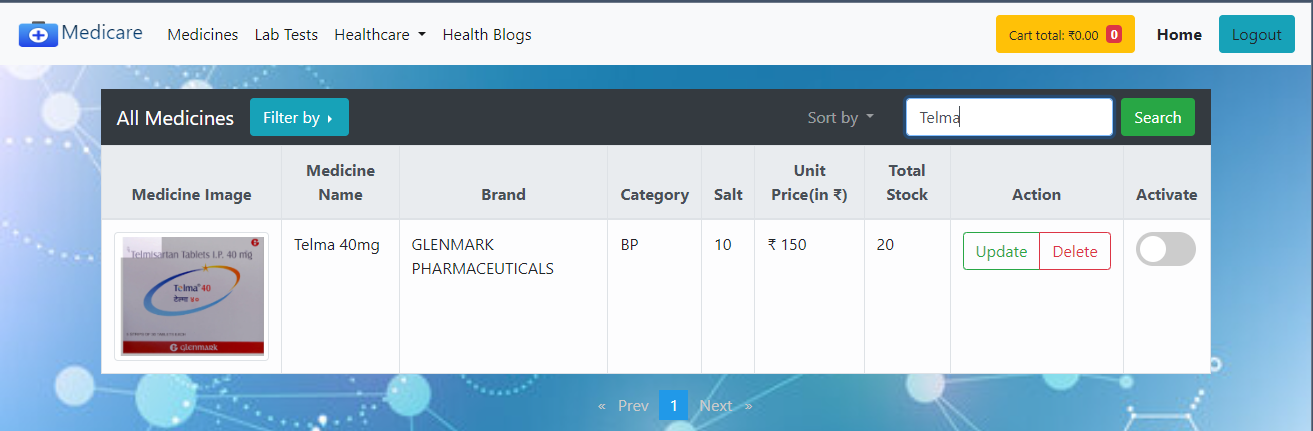 Medicare Medicines Lab Tests Healthcare Health Blogs Cart total: ₹0.00 0 Home Logout
All Medicines Filter by Sort by Telma Search
Medicine Image
Medicine
Name
Brand
Category
Salt
Unit
Price(in ₹)
Total
Stock
Action
Activate
Telmisartan Tablets I.P. 40 mg
Telma® 40
टेल्मा ४०
G Glenmark
Telma 40mg
GLENMARK
PHARMACEUTICALS
BP
10
₹ 150
20
Update Delete
« Prev 1 Next »